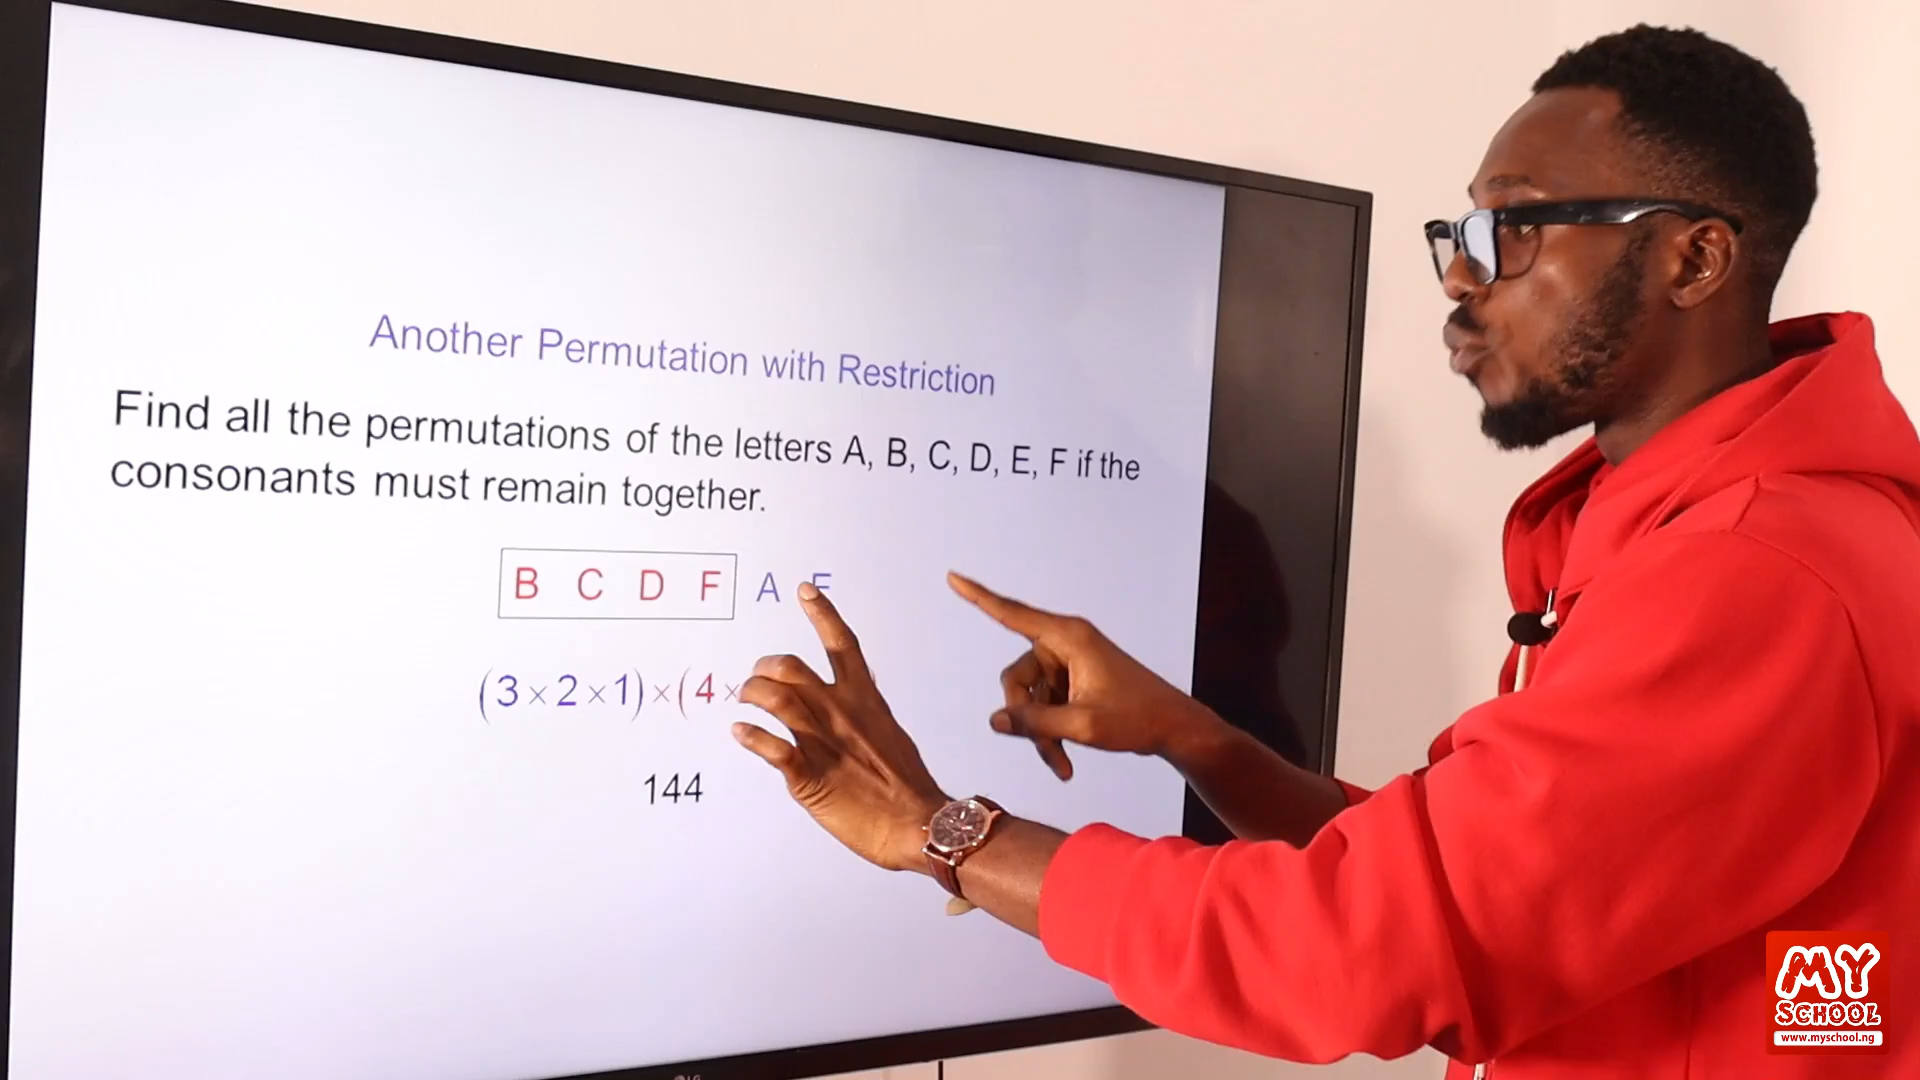 Another Permutation with Restriction
Find all the permutations of the letters A, B, C, D, E, F if the
consonants must remain together.
B C D F A E
(3 × 2 × 1) × (4 ×
144
MY
SCHOOL
www.myschool.ng